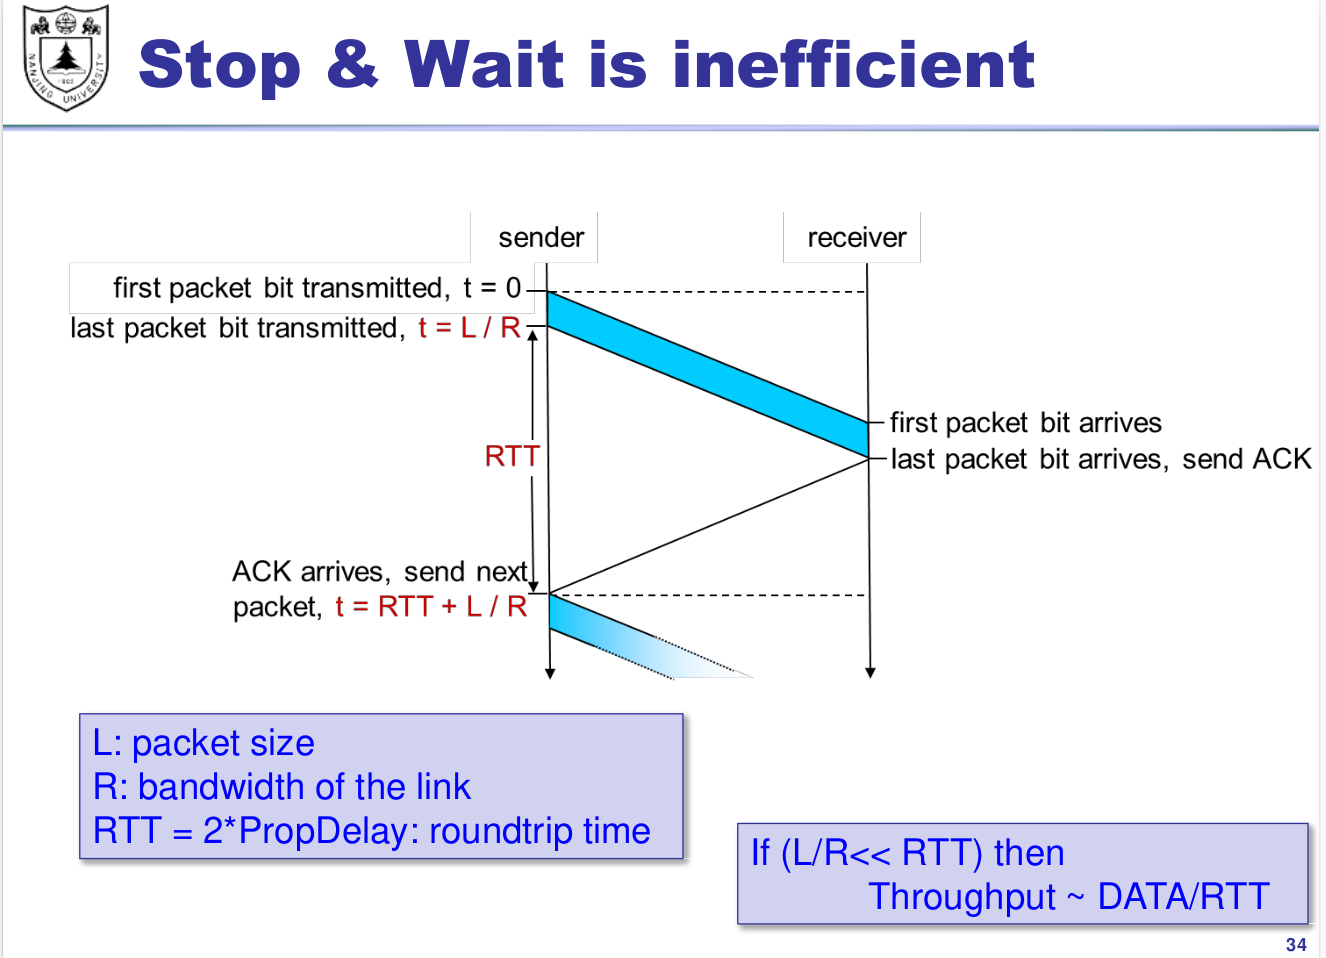 NANJING UNIVERSITY
1902
Stop & Wait is inefficient
sender
receiver
first packet bit transmitted, t = 0
last packet bit transmitted, t = L / R
first packet bit arrives
RTT
last packet bit arrives, send ACK
ACK arrives, send next
packet, t = RTT + L / R
L: packet size
R: bandwidth of the link
RTT = 2*PropDelay: roundtrip time
If (L/R<< RTT) then
Throughput ~ DATA/RTT
34